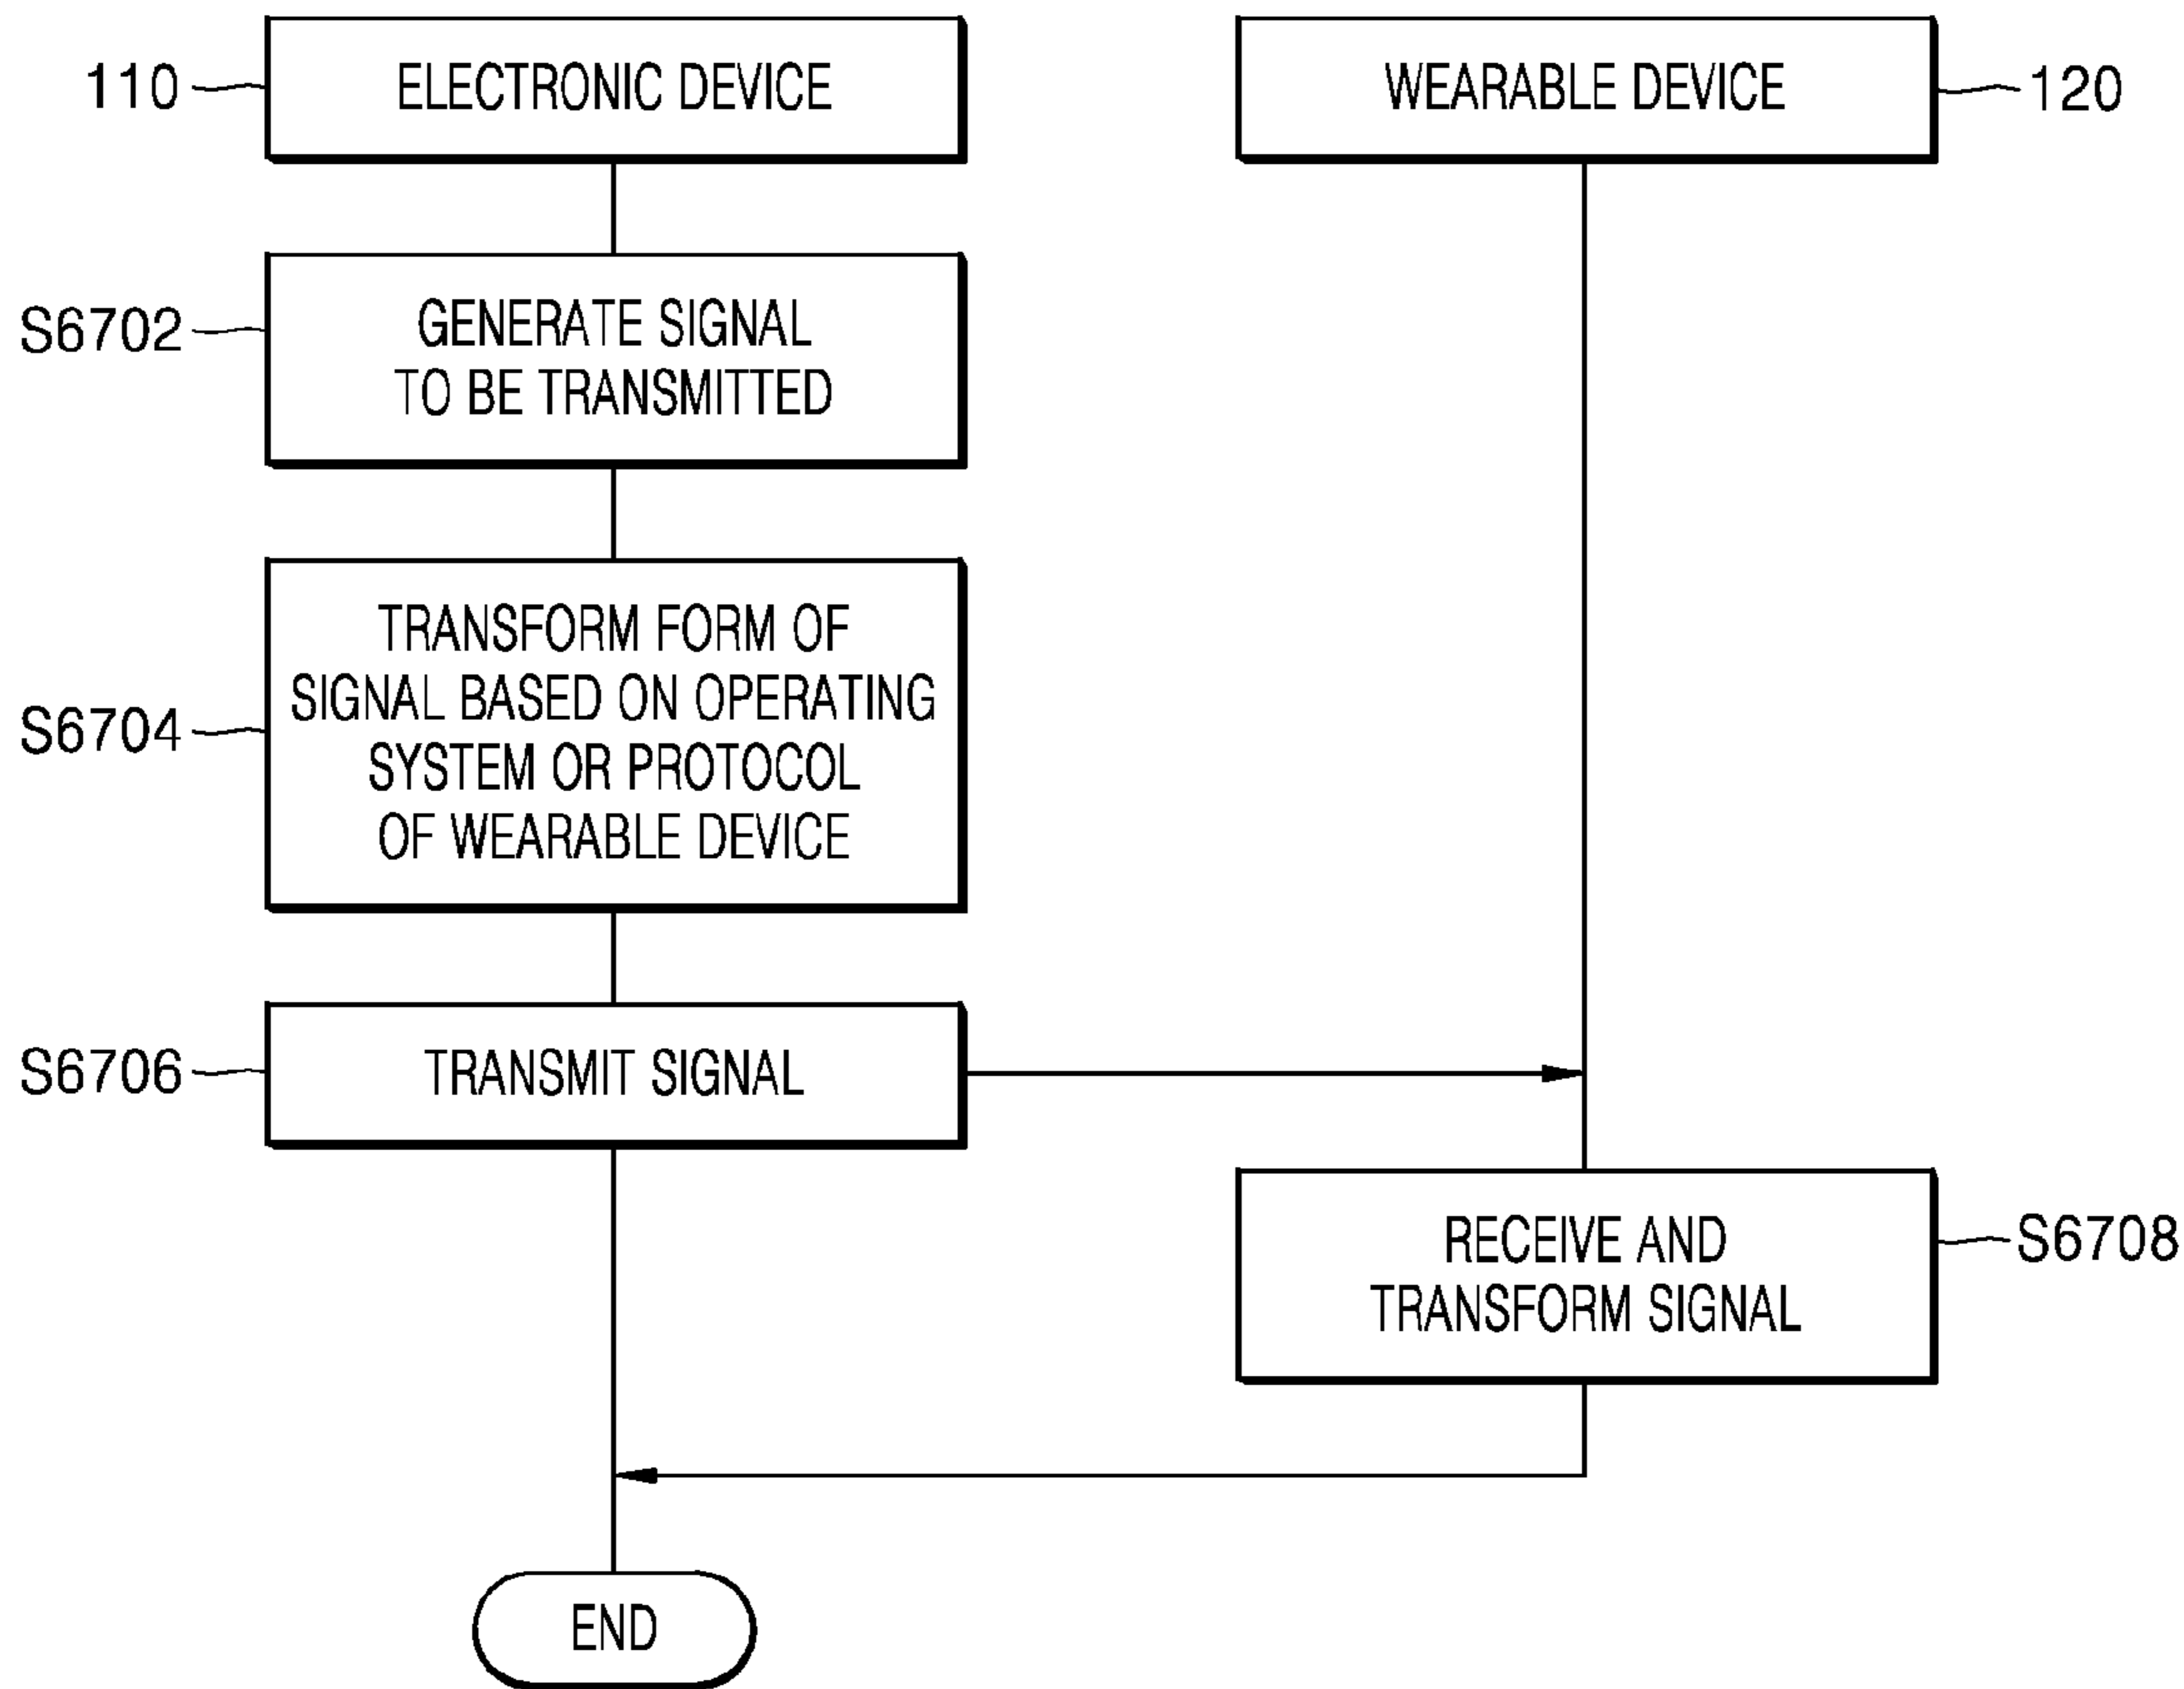 110
ELECTRONIC DEVICE
WEARABLE DEVICE
120
S6702
GENERATE SIGNAL
TO BE TRANSMITTED
S6704
TRANSFORM FORM OF
SIGNAL BASED ON OPERATING
SYSTEM OR PROTOCOL
OF WEARABLE DEVICE
S6706
TRANSMIT SIGNAL
RECEIVE AND
TRANSFORM SIGNAL
S6708
END